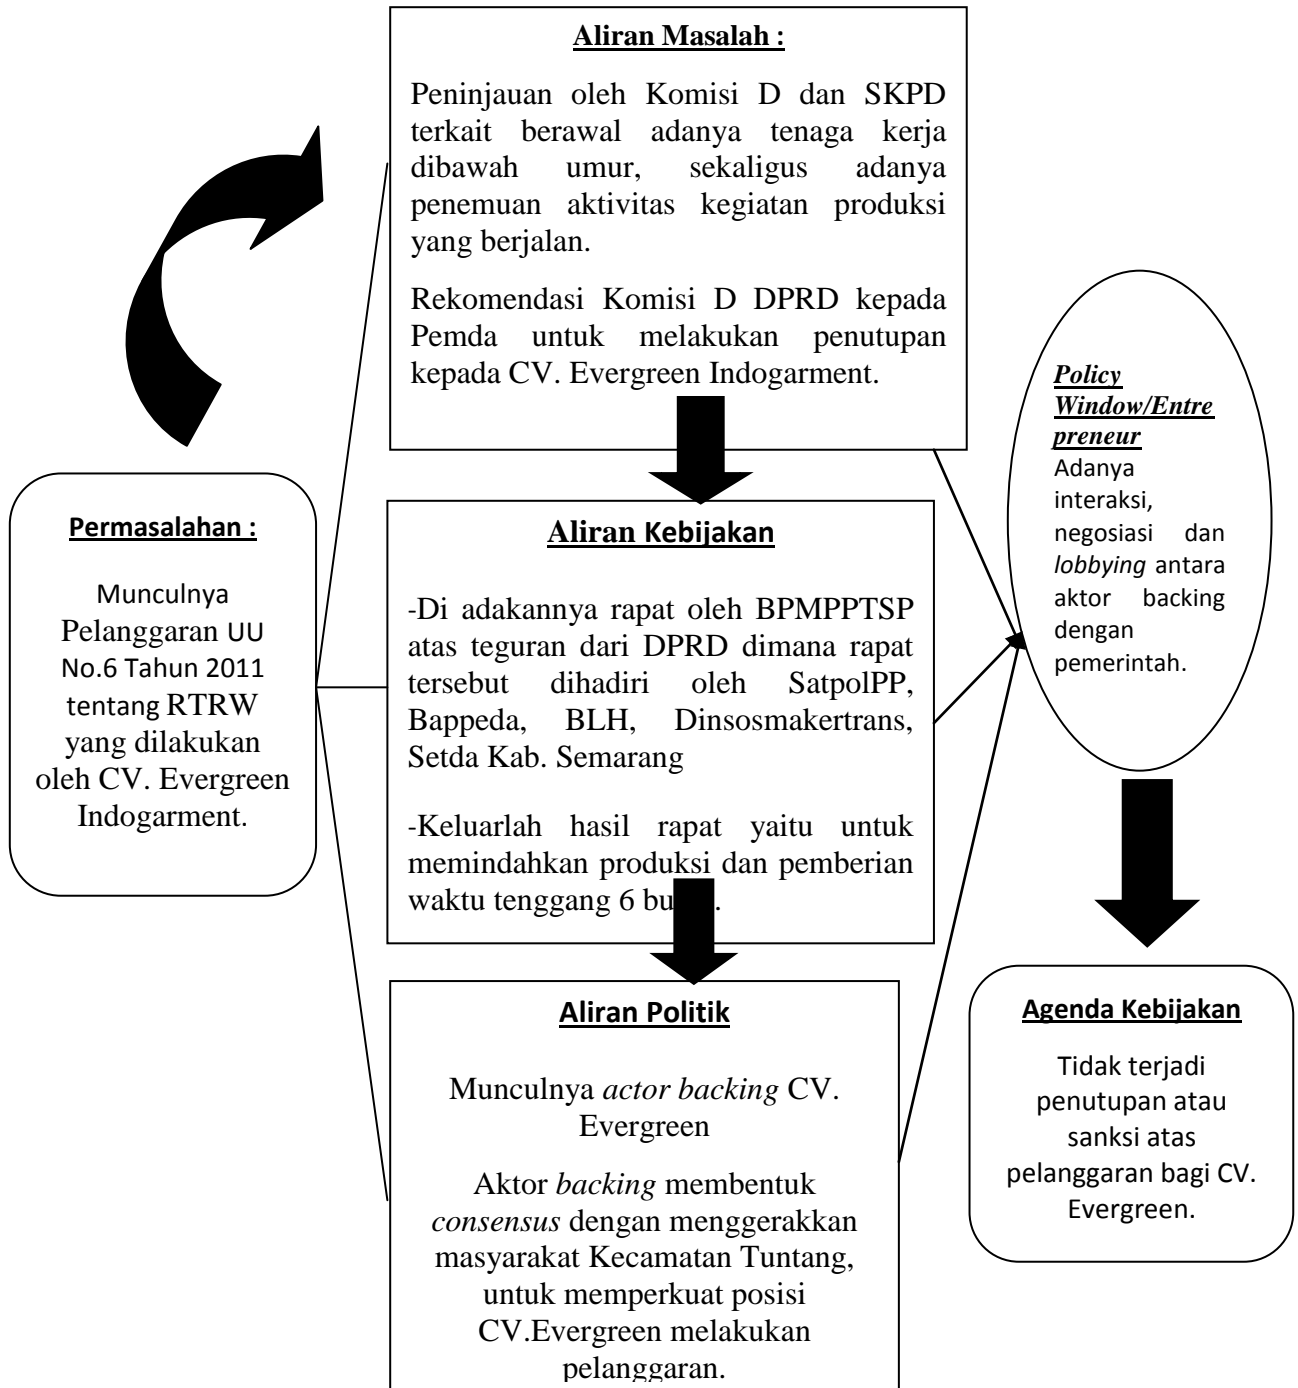 Aliran Masalah :
Peninjauan oleh Komisi D dan SKPD
terkait berawal adanya tenaga kerja
dibawah umur, sekaligus adanya
penemuan aktivitas kegiatan produksi
yang berjalan.
Rekomendasi Komisi D DPRD kepada
Pemda untuk melakukan penutupan
kepada CV. Evergreen Indogarment.
Permasalahan :
Munculnya
Pelanggaran UU
No.6 Tahun 2011
tentang RTRW
yang dilakukan
oleh CV. Evergreen
Indogarment.
Aliran Kebijakan
-Di adakannya rapat oleh BPMPPTSP
atas teguran dari DPRD dimana rapat
tersebut dihadiri oleh SatpolPP,
Bappeda, BLH, Dinsosmakertrans,
Setda Kab. Semarang
-Keluarlah hasil rapat yaitu untuk
memindahkan produksi dan pemberian
waktu tenggang 6
Aliran Politik
Munculnya actor backing CV.
Evergreen
Aktor backing membentuk
consensus dengan menggerakkan
masyarakat Kecamatan Tuntang,
untuk memperkuat posisi
CV.Evergreen melakukan
pelanggaran.
Policy
Window/Entre
preneur
Adanya
interaksi,
negosiasi dan
lobbying antara
aktor backing
dengan
pemerintah.
Agenda Kebijakan
Tidak terjadi
penutupan atau
sanksi atas
pelanggaran bagi CV.
Evergreen.